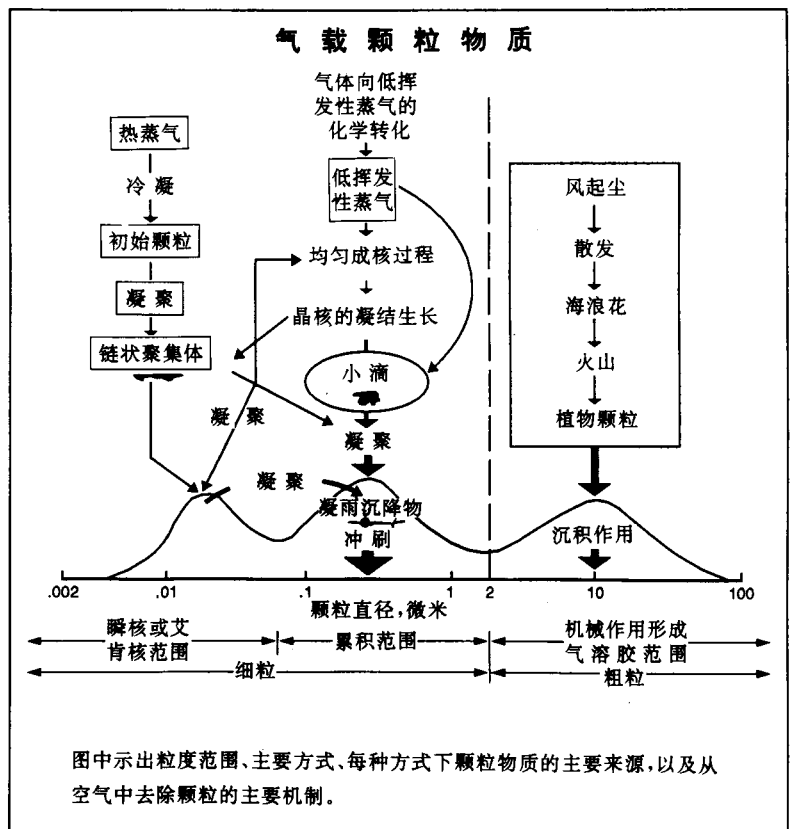 气载颗粒物质
气体向低挥
发性蒸气的
化学转化
热蒸气
冷凝
初始颗粒
凝聚
链状聚集体
低挥发
性蒸气
均匀成核过程
晶核的凝结生长
小滴
凝聚
凝聚
凝聚
凝雨沉降物
冲刷
风起尘
散发
海浪花
火山
植物颗粒
沉积作用
.002 .01 .1 1 2 10 100
颗粒直径,微米
瞬核或艾
肯核范围
累积范围
机械作用形成
气溶胶范围
细粒
粗粒
图中示出粒度范围、主要方式、每种方式下颗粒物质的主要来源,以及从
空气中去除颗粒的主要机制。